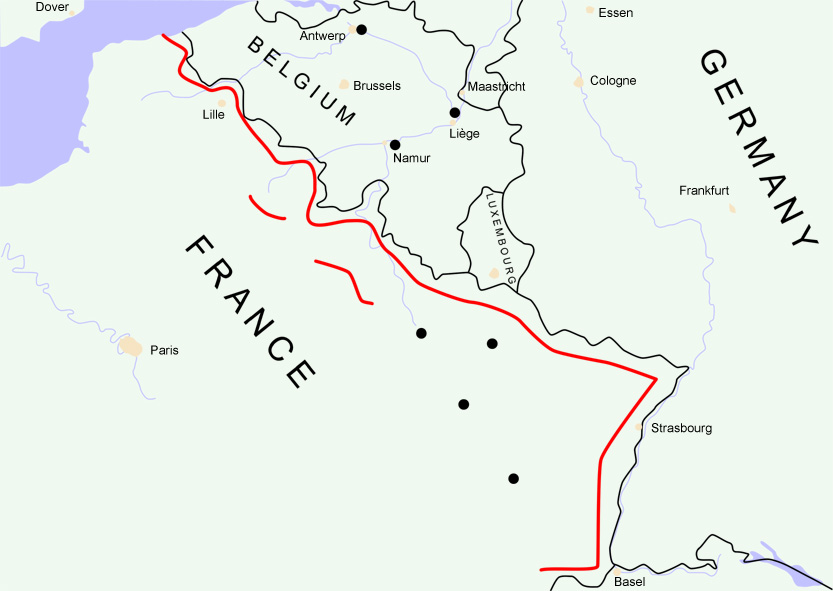 Dover
Essen
Antwerp
BELGIUM
GERMANY
Cologne
Brussels
Maastricht
Lille
Liège
Namur
Frankfurt
LUXEMBOURG
FRANCE
Paris
Strasbourg
Basel